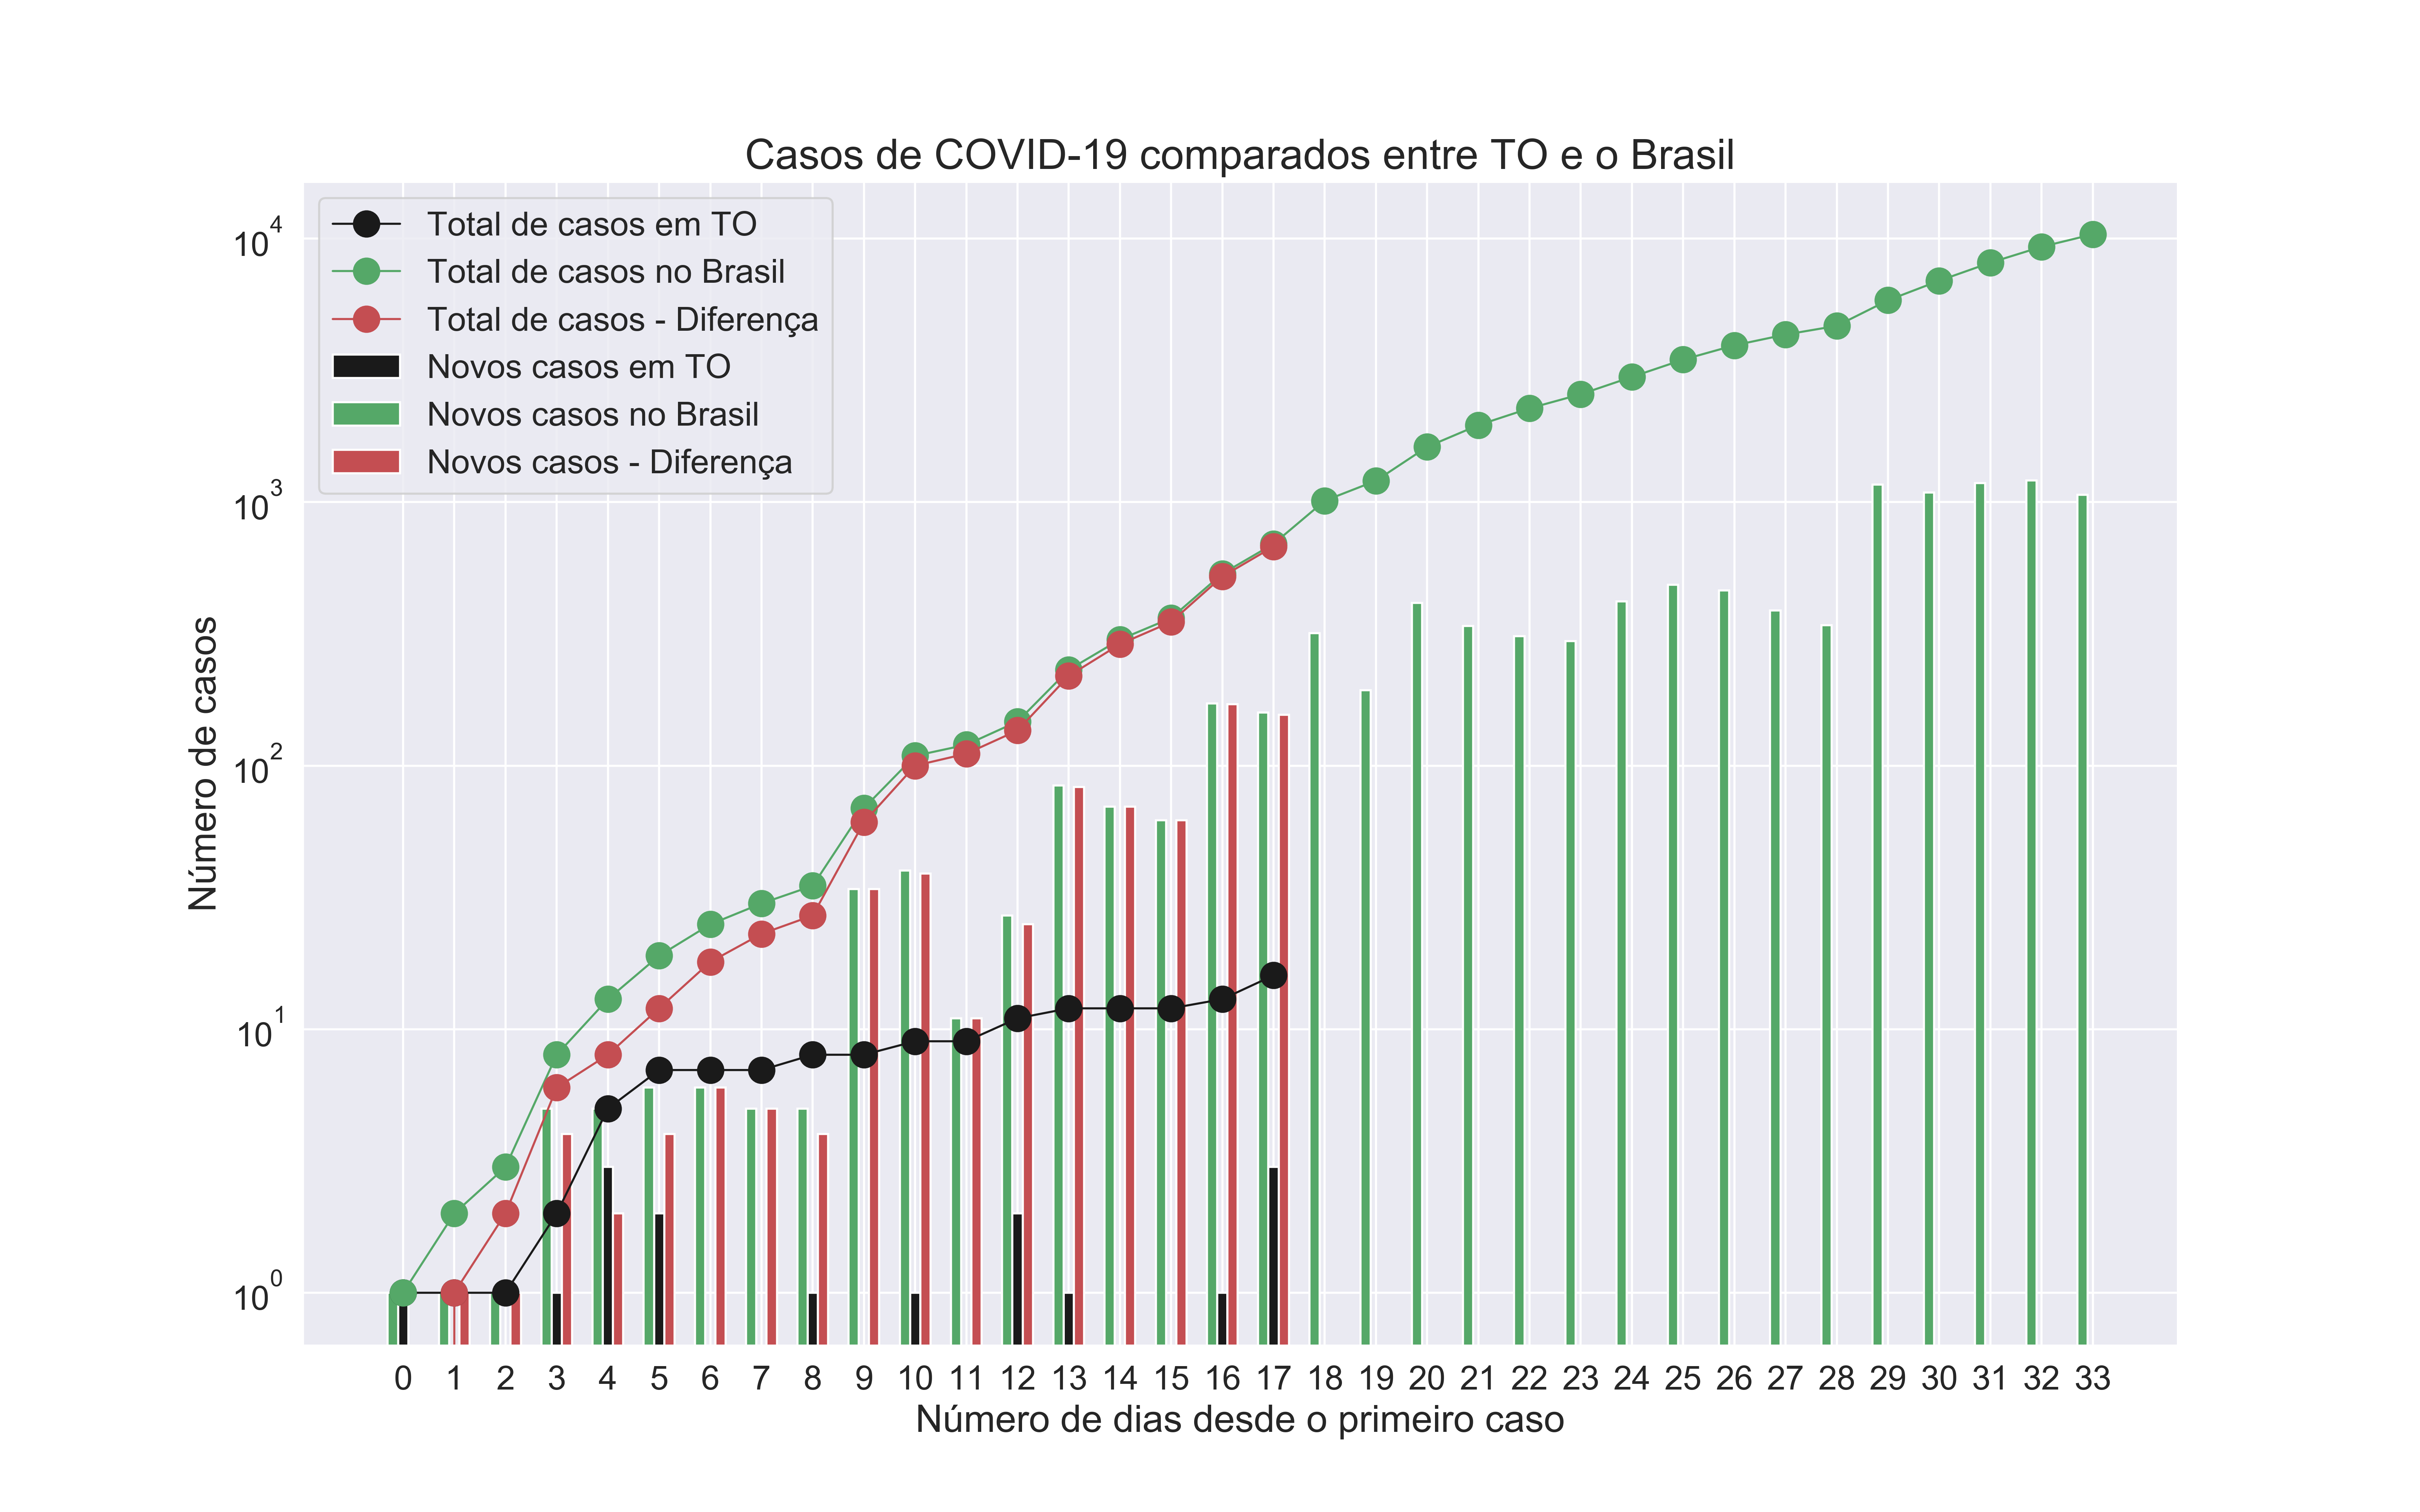 Casos de COVID-19 comparados entre TO e o Brasil
Total de casos em TO
Total de casos no Brasil
Total de casos - Diferença
Novos casos em TO
Novos casos no Brasil
Novos casos - Diferença
10^4
10^3
10^2
10^1
10^0
Número de casos
0 1 2 3 4 5 6 7 8 9 10 11 12 13 14 15 16 17 18 19 20 21 22 23 24 25 26 27 28 29 30 31 32 33
Número de dias desde o primeiro caso